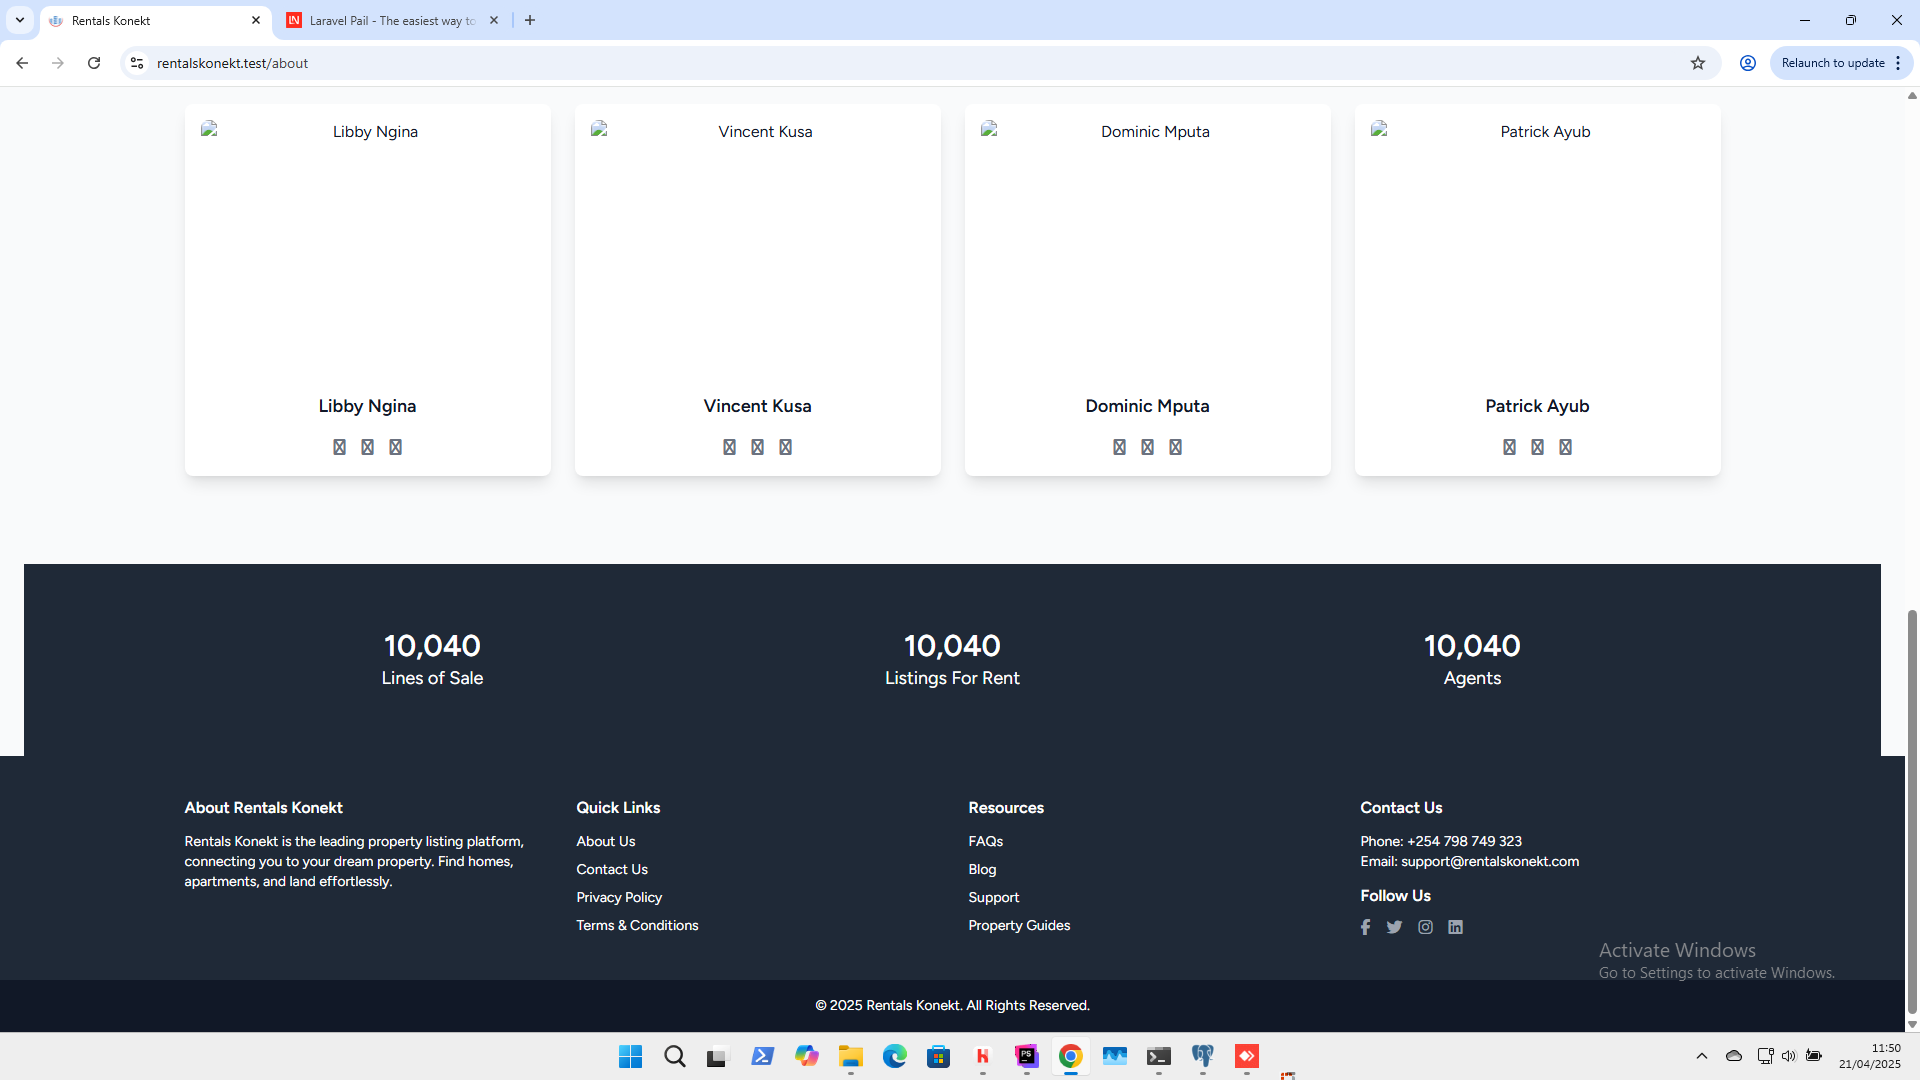 Rentals Konekt
Laravel Pail - The easiest way to
rentalskonekt.test/about
Relaunch to update
Libby Ngina
Vincent Kusa
Dominic Mputa
Patrick Ayub
Libby Ngina
Vincent Kusa
Dominic Mputa
Patrick Ayub
10,040
Lines of Sale
10,040
Listings For Rent
10,040
Agents
About Rentals Konekt
Rentals Konekt is the leading property listing platform,
connecting you to your dream property. Find homes,
apartments, and land effortlessly.
Quick Links
About Us
Contact Us
Privacy Policy
Terms & Conditions
Resources
FAQs
Blog
Support
Property Guides
Contact Us
Phone: +254 798 749 323
Email: support@rentalskonekt.com
Follow Us
Activate Windows
Go to Settings to activate Windows.
© 2025 Rentals Konekt. All Rights Reserved.
11:50
21/04/2025